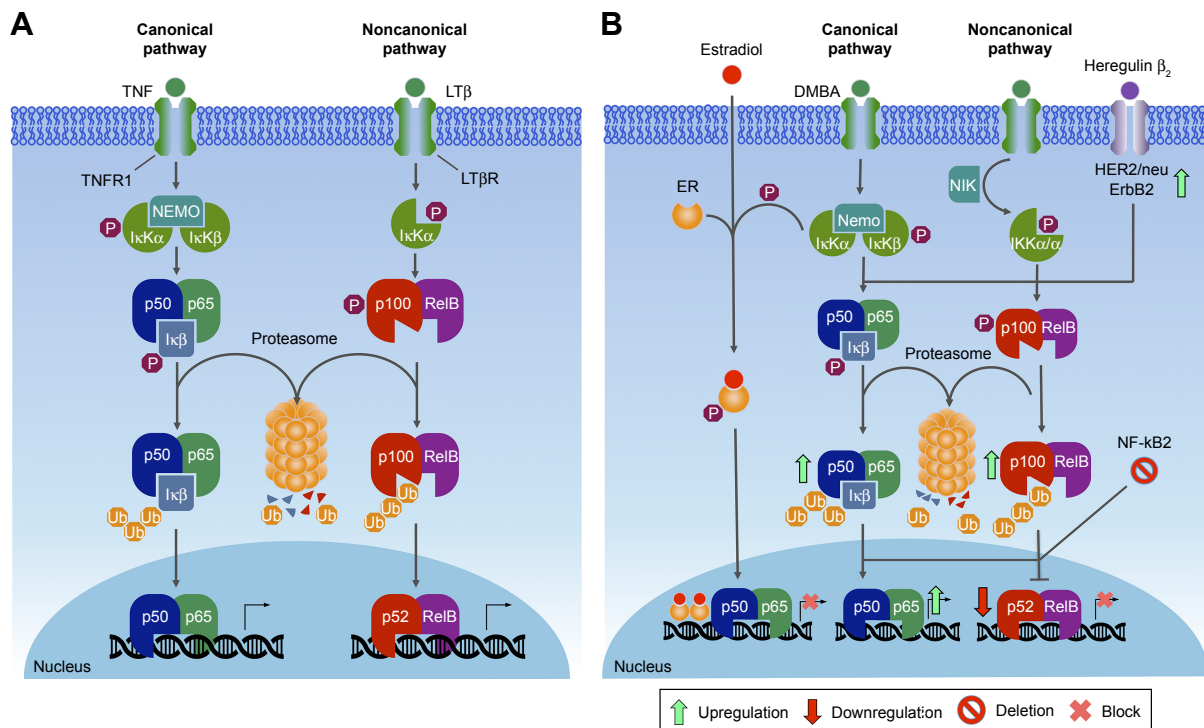 A
Canonical
pathway
Noncanonical
pathway
TNF
LTβ
TNFR1
LTβR
NEMO
P
IκKα
IκKβ
P
IκKα
p50
p65
Iκβ
P
P
p100
RelB
Proteasome
p50
p65
Iκβ
Ub
Ub
Ub
Ub
Ub
p100
RelB
Ub
Ub
Ub
p50
p65
p52
RelB
Nucleus
B
Estradiol
Canonical
pathway
Noncanonical
pathway
Heregulin β2
DMBA
HER2/neu
ErbB2
ER
P
NIK
Nemo
IκKα
IκKβ
P
P
IKKα/α
p50
p65
Iκβ
P
P
p100
RelB
Proteasome
P
p50
p65
Iκβ
Ub
Ub
Ub
Ub
Ub
p100
RelB
Ub
Ub
Ub
NF-kB2
p50
p65
p50
p65
p52
RelB
Nucleus
Upregulation
Downregulation
Deletion
Block